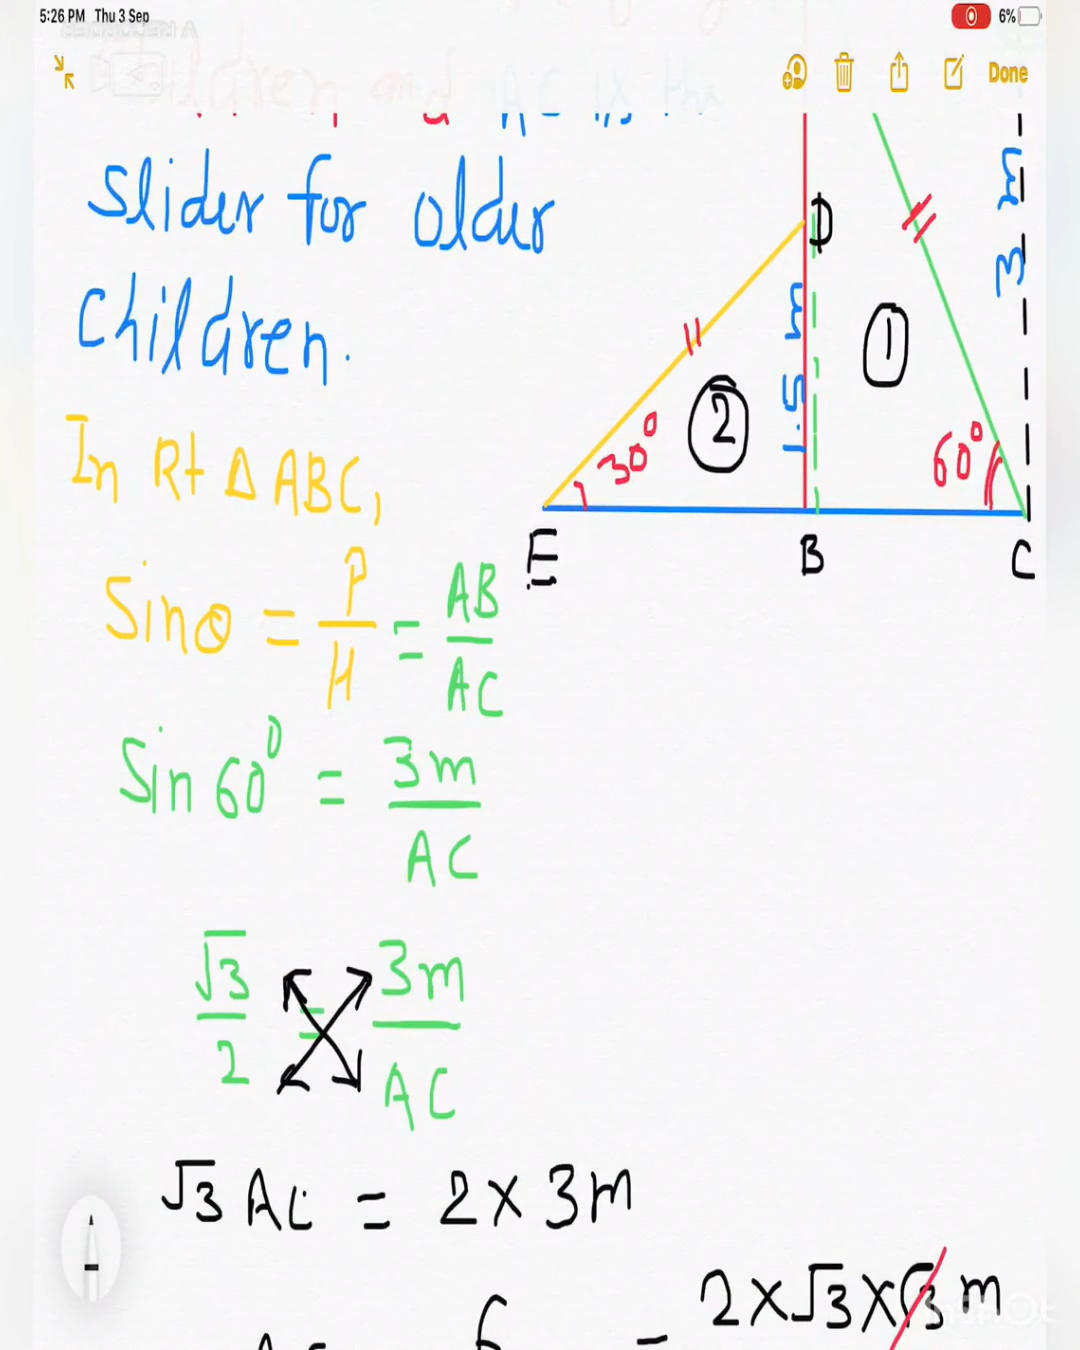 5:26 PM Thu 3 Sep
6%
Done
slider for older
children.
In Rt Δ ABC,
Sinθ = P/H = AB/AC
Sin 60° = 3m/AC
√3/2 = 3m/AC
√3 AC = 2 x 3m
6 = 2 x √3 x √3 m
D
1.5 m
3 m
1
2
30°
60°
E
B
C